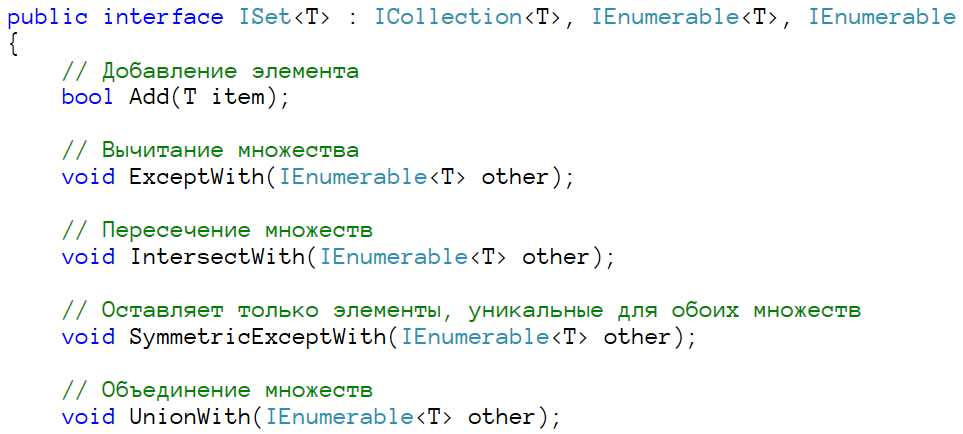 public interface ISet<T> : ICollection<T>, IEnumerable<T>, IEnumerable
{
// Добавление элемента
bool Add(T item);
// Вычитание множества
void ExceptWith(IEnumerable<T> other);
// Пересечение множеств
void IntersectWith(IEnumerable<T> other);
// Оставляет только элементы, уникальные для обоих множеств
void SymmetricExceptWith(IEnumerable<T> other);
// Объединение множеств
void UnionWith(IEnumerable<T> other);